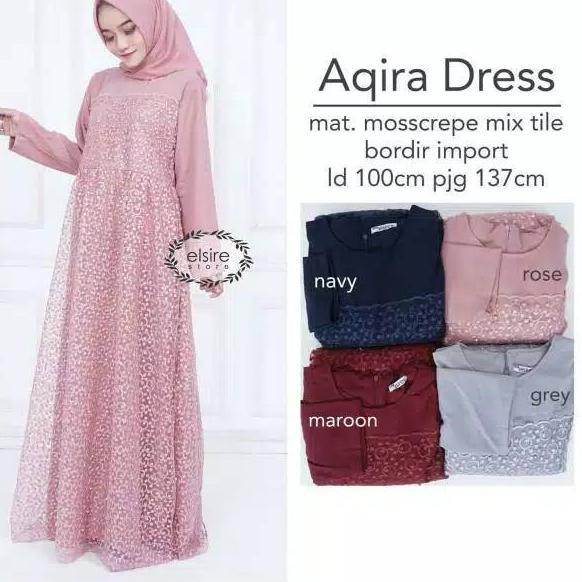 Aqira Dress
mat. mosscrepe mix tile
bordir import
ld 100cm pjg 137cm
elsire
store
navy
rose
maroon
grey